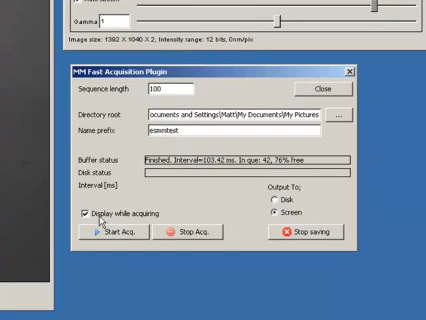 Gamma 1
Image size: 1392 X 1040 X 2, Intensity range: 12 bits, 0nm/pix
MM Fast Acquisition Plugin
Sequence length 100 Close
Directory root ocuments and Settings\Matt\My Documents\My Pictures ...
Name prefix esmmtest
Buffer status Finished. Interval=103.42 ms. In que: 42, 76% free
Disk status
Interval [ms]
Output To;
Disk
Display while acquiring
Screen
Start Acq. Stop Acq. Stop saving